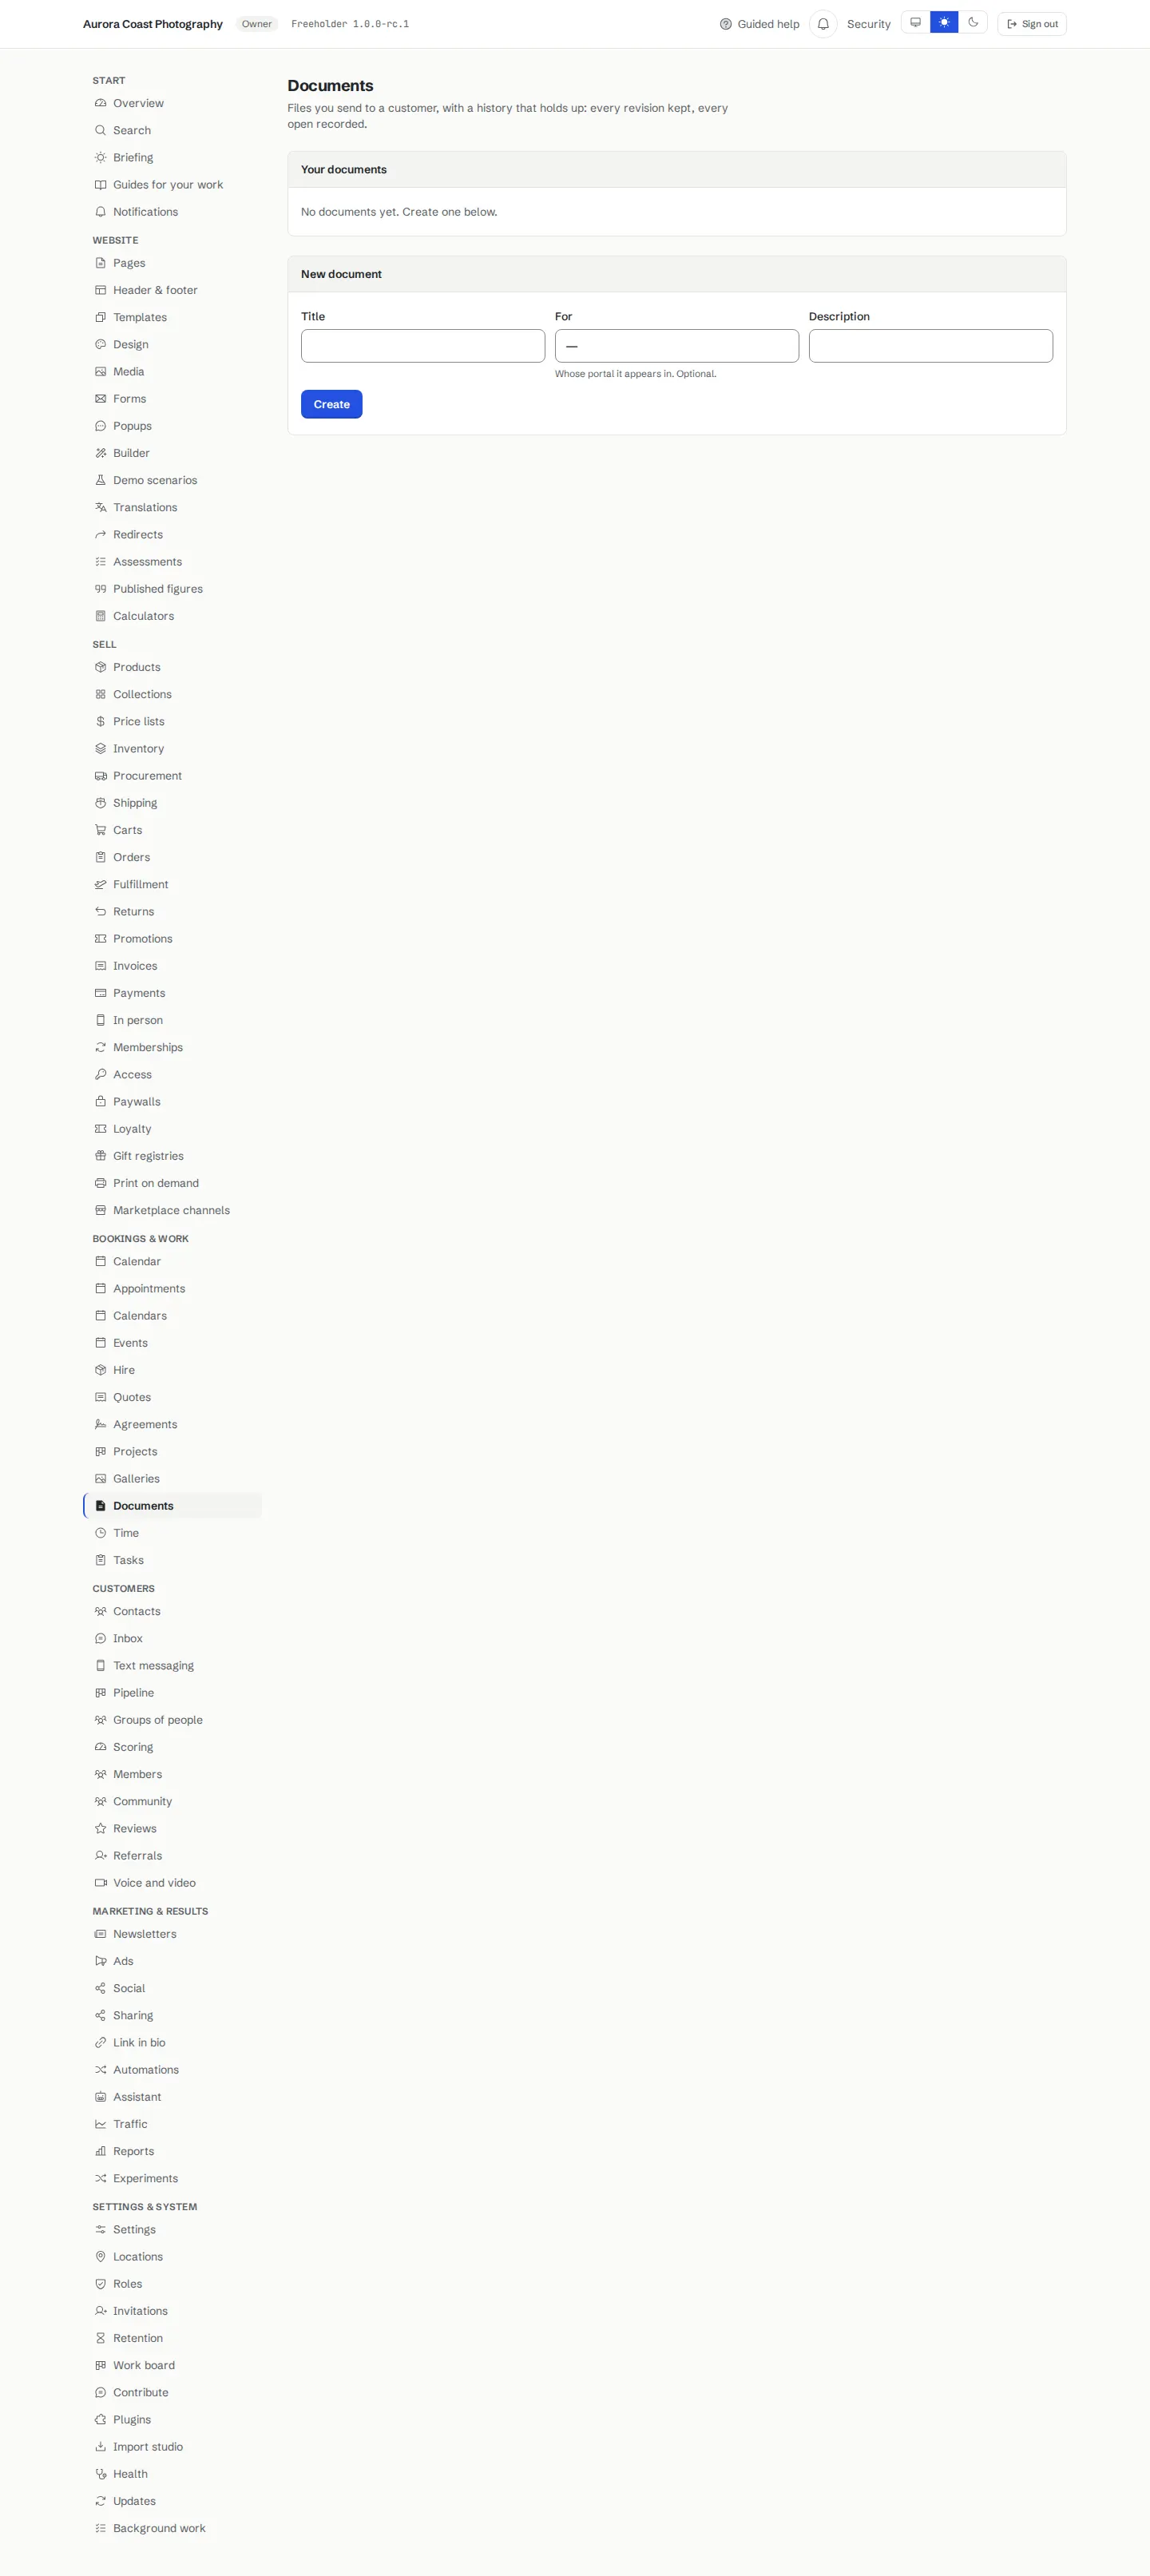 Aurora Coast Photography
Owner
Freeholder 1.0.0-rc.1
Guided help
Security
Sign out
START
Overview
Search
Briefing
Guides for your work
Notifications
WEBSITE
Pages
Header & footer
Templates
Design
Media
Forms
Popups
Builder
Demo scenarios
Translations
Redirects
Assessments
Published figures
Calculators
SELL
Products
Collections
Price lists
Inventory
Procurement
Shipping
Carts
Orders
Fulfillment
Returns
Promotions
Invoices
Payments
In person
Memberships
Access
Paywalls
Loyalty
Gift registries
Print on demand
Marketplace channels
BOOKINGS & WORK
Calendar
Appointments
Calendars
Events
Hire
Quotes
Agreements
Projects
Galleries
Documents
Time
Tasks
CUSTOMERS
Contacts
Inbox
Text messaging
Pipeline
Groups of people
Scoring
Members
Community
Reviews
Referrals
Voice and video
MARKETING & RESULTS
Newsletters
Ads
Social
Sharing
Link in bio
Automations
Assistant
Traffic
Reports
Experiments
SETTINGS & SYSTEM
Settings
Locations
Roles
Invitations
Retention
Work board
Contribute
Plugins
Import studio
Health
Updates
Background work
Documents
Files you send to a customer, with a history that holds up: every revision kept, every
open recorded.
Your documents
No documents yet. Create one below.
New document
Title
For
—
Whose portal it appears in. Optional.
Description
Create